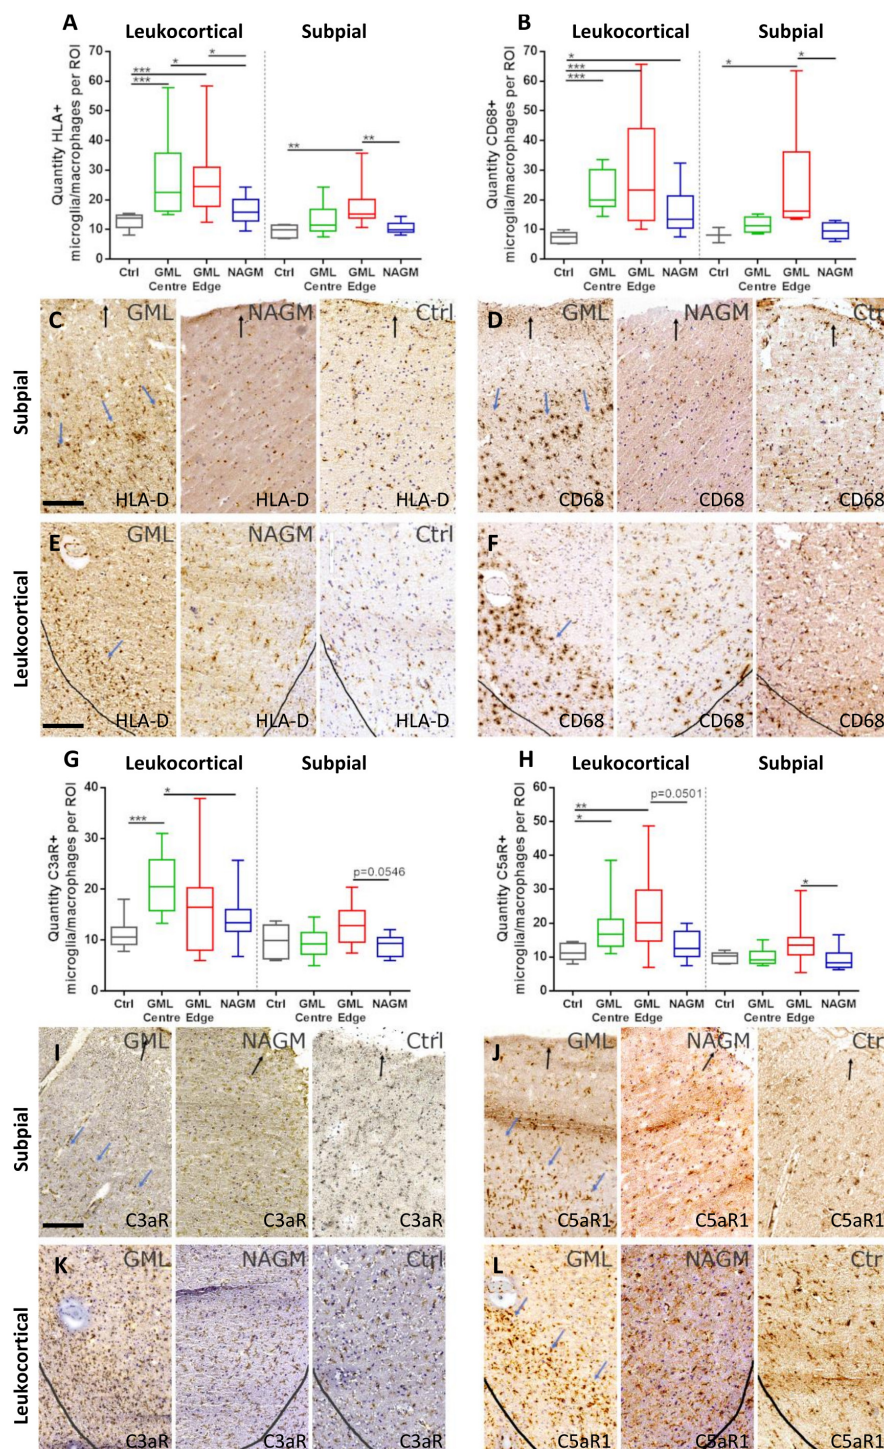 A
Leukocortical
Subpial
Quantity HLA+
microglia/macrophages per ROI
70
60
50
40
30
20
10
0
***
***
*
*
**
**
Ctrl
GML
Centre
GML
Edge
NAGM
Ctrl
GML
Centre
GML
Edge
NAGM
B
Leukocortical
Subpial
Quantity CD68+
microglia/macrophages per ROI
70
60
50
40
30
20
10
0
*
***
***
*
*
Ctrl
GML
Centre
GML
Edge
NAGM
Ctrl
GML
Centre
GML
Edge
NAGM
Subpial
C
GML
HLA-D
NAGM
HLA-D
Ctrl
HLA-D
D
GML
CD68
NAGM
CD68
Ctr
CD68
Leukocortical
E
GML
HLA-D
NAGM
HLA-D
Ctrl
HLA-D
F
CD68
CD68
CD68
G
Leukocortical
Subpial
Quantity C3aR+
microglia/macrophages per ROI
40
30
20
10
0
***
*
p=0.0546
Ctrl
GML
Centre
GML
Edge
NAGM
Ctrl
GML
Centre
GML
Edge
NAGM
H
Leukocortical
Subpial
Quantity C5aR+
microglia/macrophages per ROI
60
50
40
30
20
10
0
**
*
p=0.0501
*
Ctrl
GML
Centre
GML
Edge
NAGM
Ctrl
GML
Centre
GML
Edge
NAGM
Subpial
I
GML
C3aR
NAGM
C3aR
Ctrl
C3aR
J
GML
C5aR1
NAGM
C5aR1
Ctr
C5aR1
Leukocortical
K
GML
C3aR
NAGM
C3aR
Ctrl
C3aR
L
GML
C5aR1
NAGM
C5aR1
Ctr
C5aR1